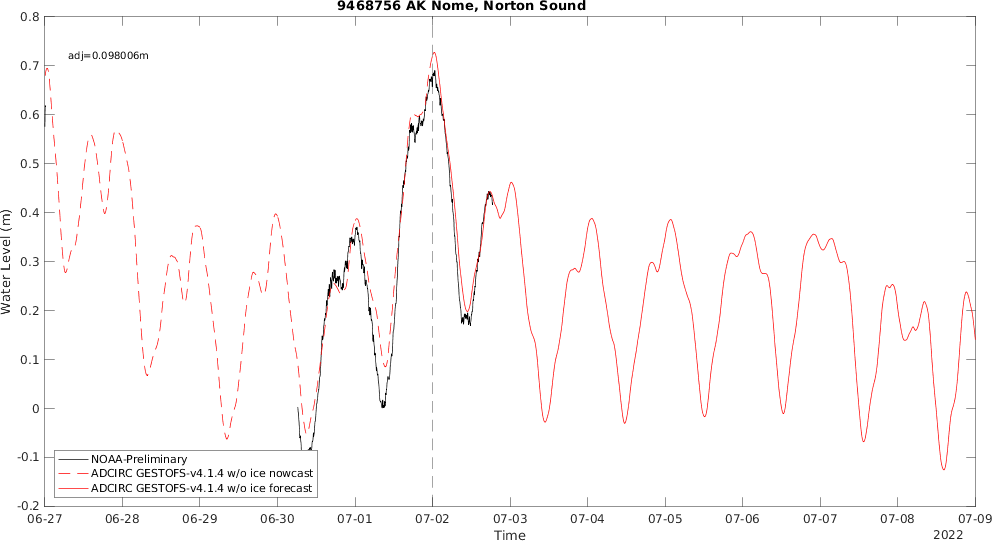 9468756 AK Nome, Norton Sound
adj=0.098006m
Water Level (m)
0.8
0.7
0.6
0.5
0.4
0.3
0.2
0.1
0
-0.1
-0.2
NOAA-Preliminary
ADCIRC GESTOFS-v4.1.4 w/o ice nowcast
ADCIRC GESTOFS-v4.1.4 w/o ice forecast
06-27 06-28 06-29 06-30 07-01 07-02 07-03 07-04 07-05 07-06 07-07 07-08 07-09
Time
2022